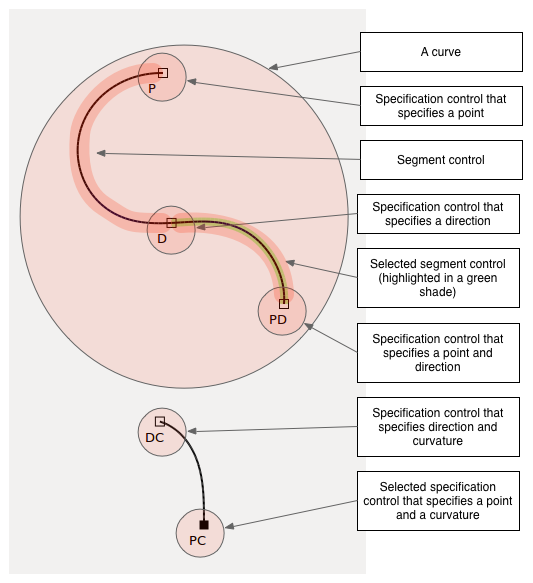 A curve
P
Specification control that
specifies a point
Segment control
Specification control that
specifies a direction
D
Selected segment control
(highlighted in a green
shade)
PD
Specification control that
specifies a point and
direction
DC
Specification control that
specifies direction and
curvature
Selected specification
control that specifies a point
and a curvature
PC